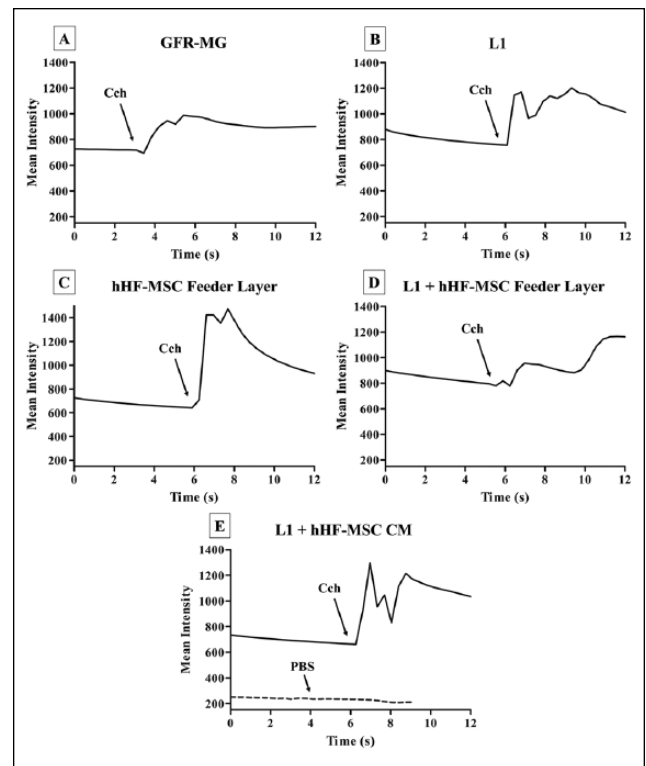 A
GFR-MG
Cch
Mean Intensity
1400
1200
1000
800
600
400
200
0 2 4 6 8 10 12
Time (s)
B
L1
Cch
Mean Intensity
1400
1200
1000
800
600
400
200
0 2 4 6 8 10 12
Time (s)
C
hHF-MSC Feeder Layer
Cch
Mean Intensity
1400
1200
1000
800
600
400
200
0 2 4 6 8 10 12
Time (s)
D
L1 + hHF-MSC Feeder Layer
Cch
Mean Intensity
1400
1200
1000
800
600
400
200
0 2 4 6 8 10 12
Time (s)
E
L1 + hHF-MSC CM
Cch
PBS
Mean Intensity
1400
1200
1000
800
600
400
200
0 2 4 6 8 10 12
Time (s)